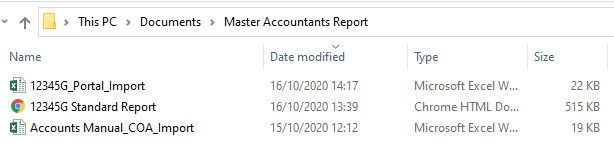 This PC > Documents > Master Accountants Report
Name Date modified Type Size
12345G_Portal_Import 16/10/2020 14:17 Microsoft Excel W... 22 KB
12345G Standard Report 16/10/2020 13:39 Chrome HTML Do... 515 KB
Accounts Manual_COA_Import 15/10/2020 12:12 Microsoft Excel W... 19 KB